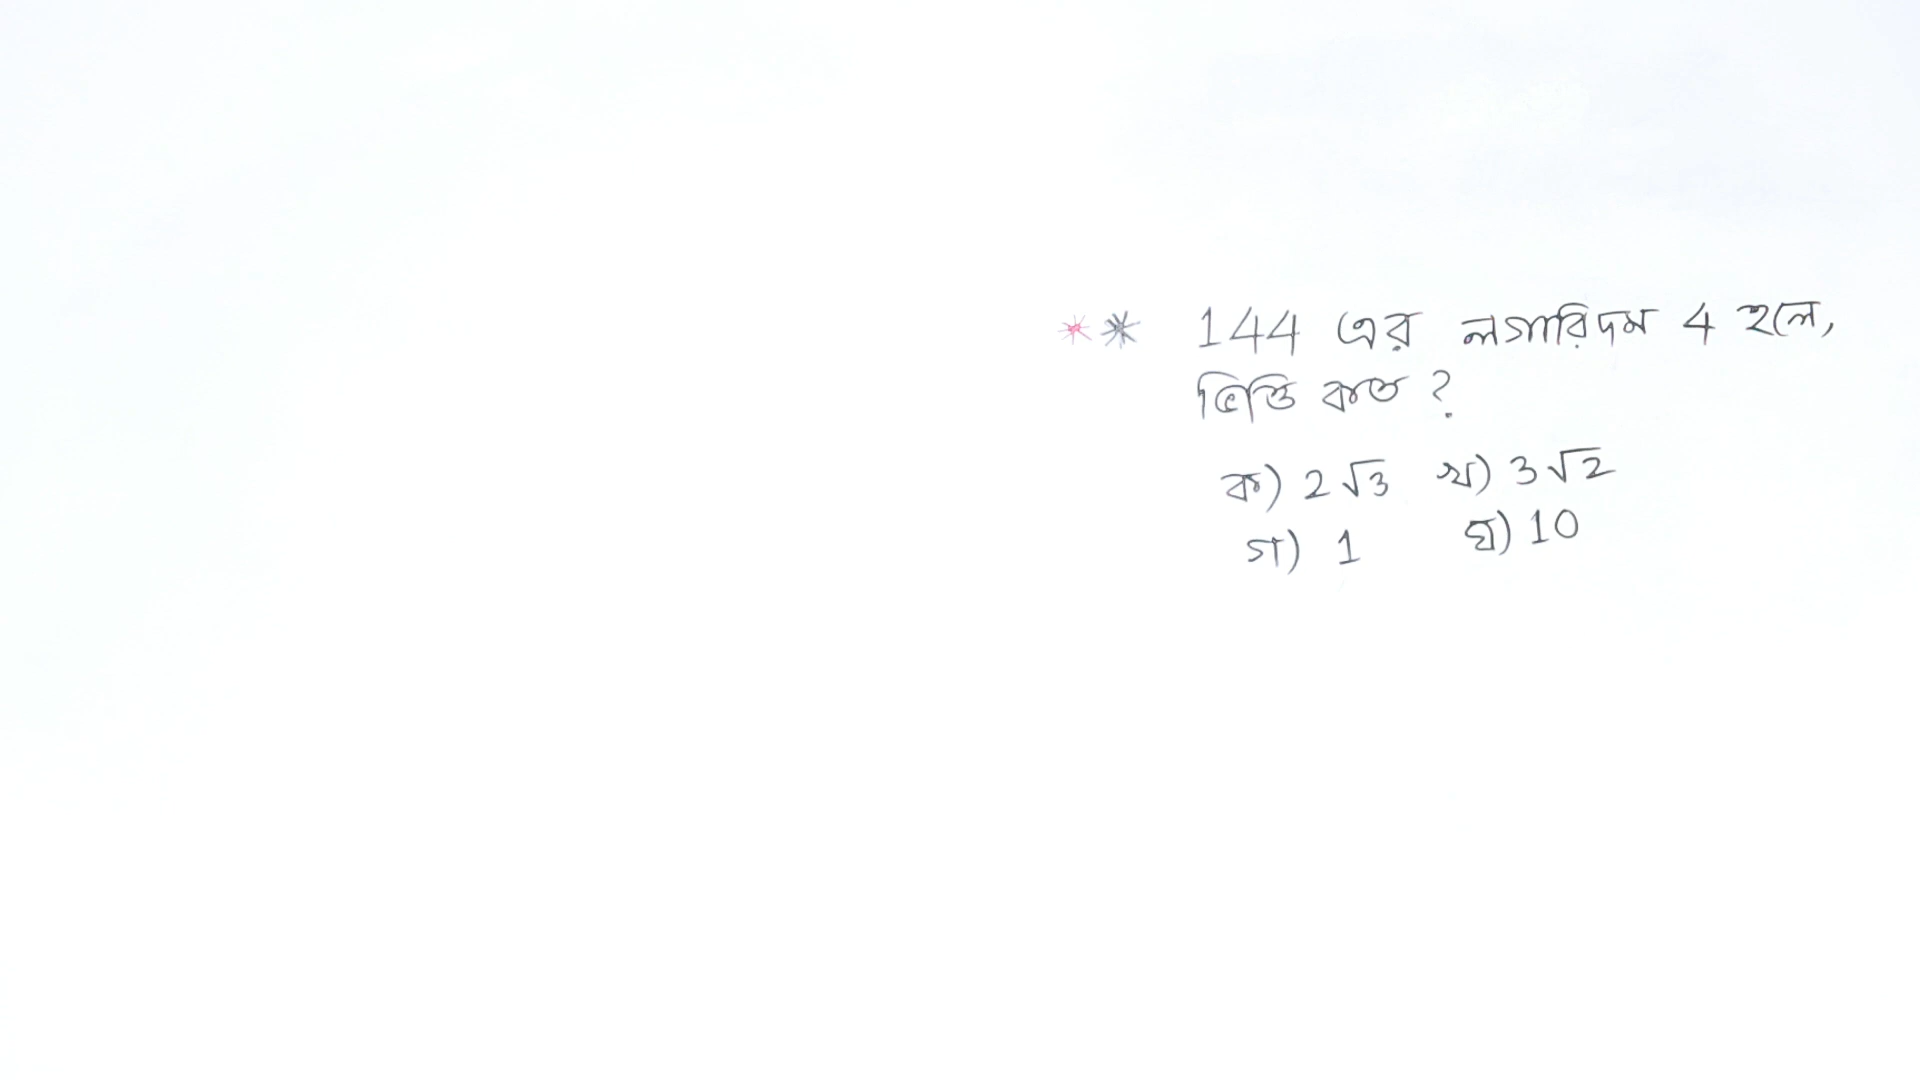 ** 144 এর লগারিদম 4 হলে,
ভিত্তি কত ?
ক) 2√3 খ) 3√2
গ) 1 ঘ) 10